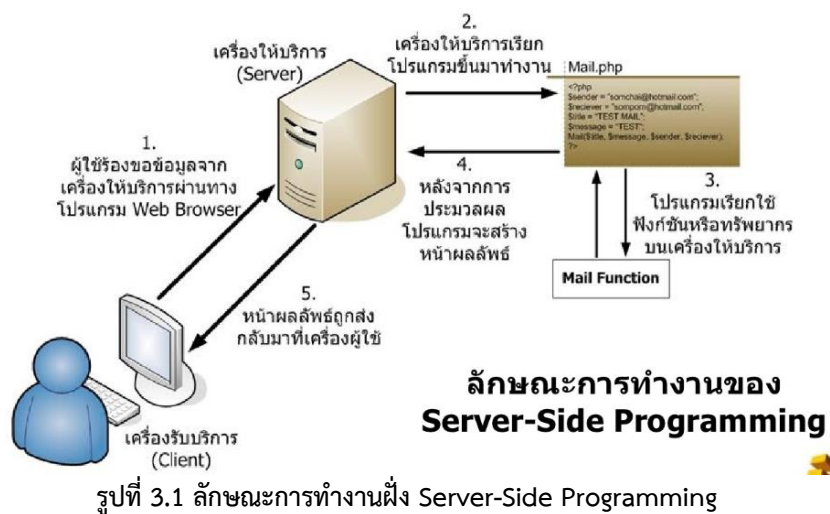 2.
เครื่องให้บริการเรียก
โปรแกรมขึ้นมาทำงาน
เครื่องให้บริการ
(Server)
Mail.php
<?php
$sender = "somchai@hotmail.com";
$reciever = "somporn@hotmail.com";
$title = "TEST MAIL";
$message = "TEST";
Mail($title, $message, $sender, $reciever);
?>
1.
ผู้ใช้ร้องขอข้อมูลจาก
เครื่องให้บริการผ่านทาง
โปรแกรม Web Browser
4.
หลังจากการ
ประมวลผล
โปรแกรมจะสร้าง
หน้าผลลัพธ์
3.
โปรแกรมเรียกใช้
ฟังก์ชันหรือทรัพยากร
บนเครื่องให้บริการ
Mail Function
5.
หน้าผลลัพธ์ถูกส่ง
กลับมาที่เครื่องผู้ใช้
เครื่องรับบริการ
(Client)
ลักษณะการทำงานของ
Server-Side Programming
รูปที่ 3.1 ลักษณะการทำงานฝั่ง Server-Side Programming